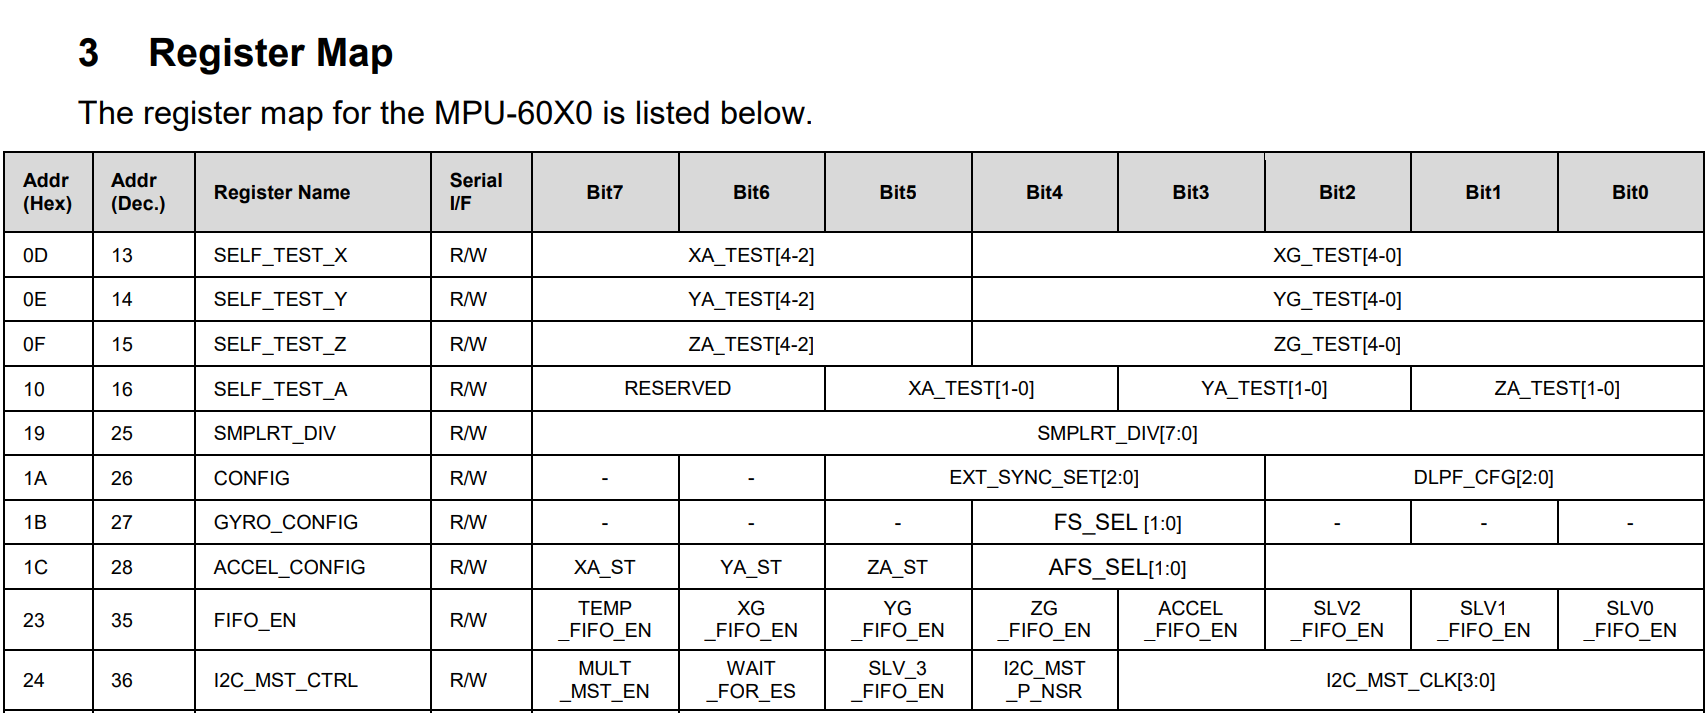 3 Register Map
The register map for the MPU-60X0 is listed below.
Addr (Hex) Addr (Dec.) Register Name Serial I/F Bit7 Bit6 Bit5 Bit4 Bit3 Bit2 Bit1 Bit0
0D 13 SELF_TEST_X R/W XA_TEST[4-2] XG_TEST[4-0]
0E 14 SELF_TEST_Y R/W YA_TEST[4-2] YG_TEST[4-0]
0F 15 SELF_TEST_Z R/W ZA_TEST[4-2] ZG_TEST[4-0]
10 16 SELF_TEST_A R/W RESERVED XA_TEST[1-0] YA_TEST[1-0] ZA_TEST[1-0]
19 25 SMPLRT_DIV R/W SMPLRT_DIV[7:0]
1A 26 CONFIG R/W - - EXT_SYNC_SET[2:0] DLPF_CFG[2:0]
1B 27 GYRO_CONFIG R/W - - - FS_SEL [1:0] - - -
1C 28 ACCEL_CONFIG R/W XA_ST YA_ST ZA_ST AFS_SEL[1:0]
23 35 FIFO_EN R/W TEMP _FIFO_EN XG _FIFO_EN YG _FIFO_EN ZG _FIFO_EN ACCEL _FIFO_EN SLV2 _FIFO_EN SLV1 _FIFO_EN SLV0 _FIFO_EN
24 36 I2C_MST_CTRL R/W MULT _MST_EN WAIT _FOR_ES SLV_3 _FIFO_EN I2C_MST _P_NSR I2C_MST_CLK[3:0]